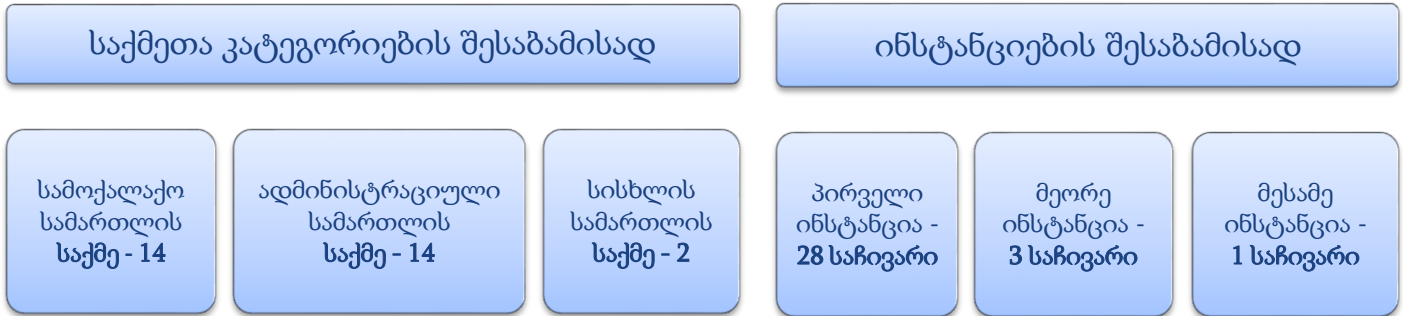 საქმეთა კატეგორიების შესაბამისად
სამოქალაქო
სამართლის
საქმე - 14
ადმინისტრაციული
სამართლის
საქმე - 14
სისხლის
სამართლის
საქმე - 2
ინსტანციების შესაბამისად
პირველი
ინსტანცია -
28 საჩივარი
მეორე
ინსტანცია -
3 საჩივარი
მესამე
ინსტანცია -
1 საჩივარი